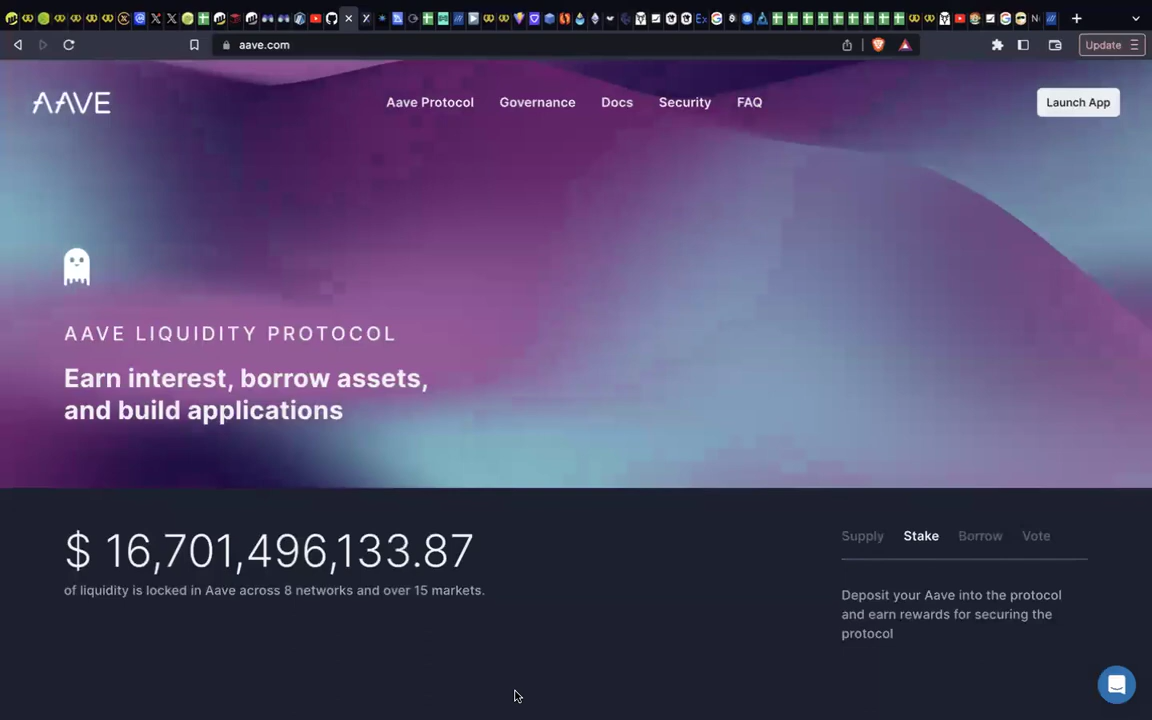 aave.com
Update
AAVE
Aave Protocol
Governance
Docs
Security
FAQ
Launch App
AAVE LIQUIDITY PROTOCOL
Earn interest, borrow assets,
and build applications
$ 16,701,496,133.87
of liquidity is locked in Aave across 8 networks and over 15 markets.
Supply
Stake
Borrow
Vote
Deposit your Aave into the protocol
and earn rewards for securing the
protocol